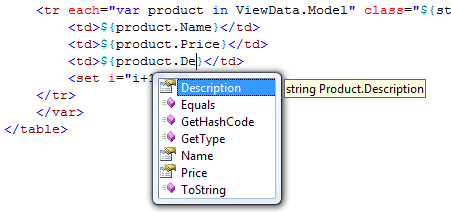 <tr each="var product in ViewData.Model" class="${st
<td>${product.Name}</td>
<td>${product.Price}</td>
<td>${product.De}</td>
<set i="i+1
</tr>
</var>
</table>
Description
Equals
GetHashCode
GetType
Name
Price
ToString
string Product.Description